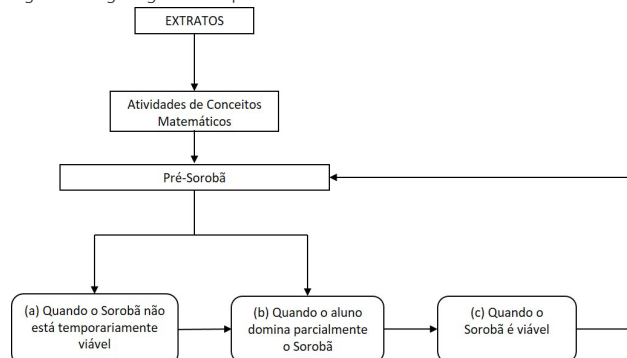 EXTRATOS
Atividades de Conceitos
Matemáticos
Pré-Sorobã
(a) Quando o Sorobã não
está temporariamente
viável
(b) Quando o aluno
domina parcialmente
o Sorobã
(c) Quando o
Sorobã é viável